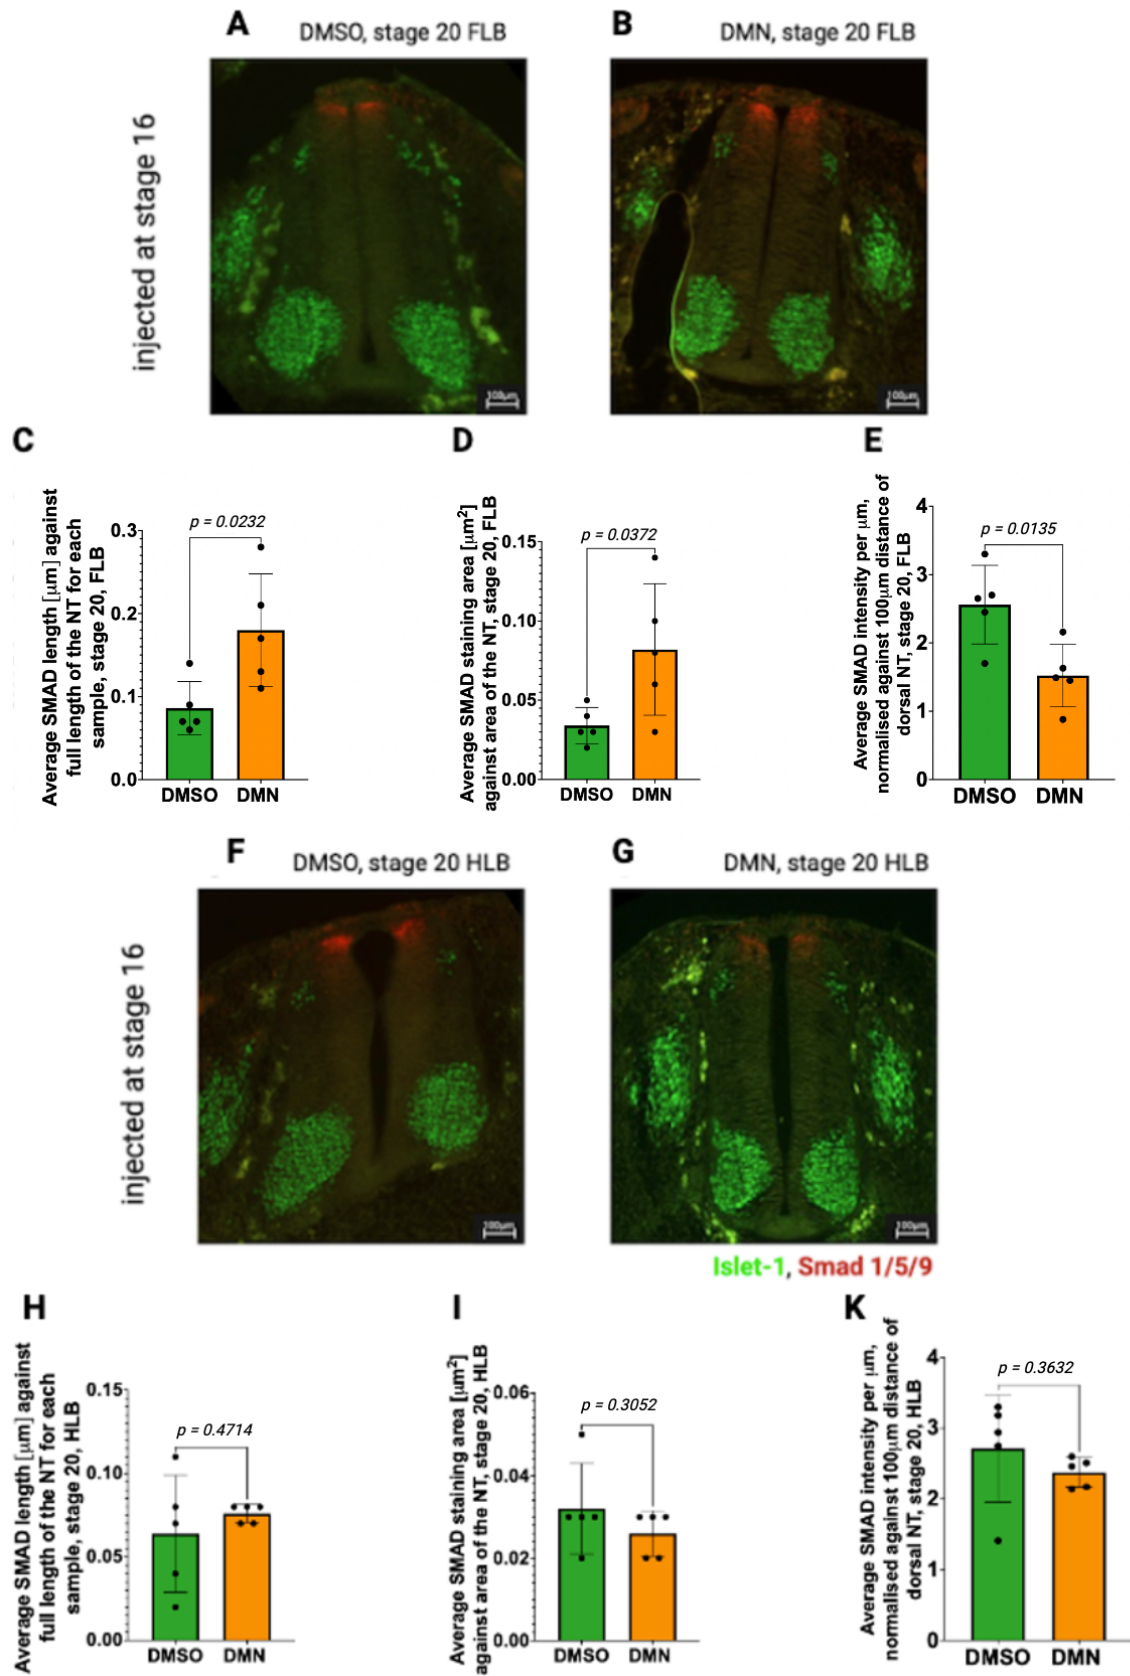 A
DMSO, stage 20 FLB
B
DMN, stage 20 FLB
injected at stage 16
100µm
100µm
C
Average SMAD length [µm] against
full length of the NT for each
sample, stage 20, FLB
0.3
0.2
0.1
0.0
p = 0.0232
DMSO
DMN
D
Average SMAD staining area [µm²]
against area of the NT, stage 20, FLB
0.15
0.10
0.05
0.00
p = 0.0372
DMSO
DMN
E
Average SMAD intensity per µm,
normalised against 100µm distance of
dorsal NT, stage 20, FLB
4
3
2
1
0
p = 0.0135
DMSO
DMN
F
DMSO, stage 20 HLB
G
DMN, stage 20 HLB
injected at stage 16
100µm
100µm
Islet-1, Smad 1/5/9
H
Average SMAD length [µm] against
full length of the NT for each
sample, stage 20, HLB
0.15
0.10
0.05
0.00
p = 0.4714
DMSO
DMN
I
Average SMAD staining area [µm²]
against area of the NT, stage 20, HLB
0.06
0.04
0.02
0.00
p = 0.3052
DMSO
DMN
K
Average SMAD intensity per µm,
normalised against 100µm distance of
dorsal NT, stage 20, HLB
4
3
2
1
0
p = 0.3632
DMSO
DMN